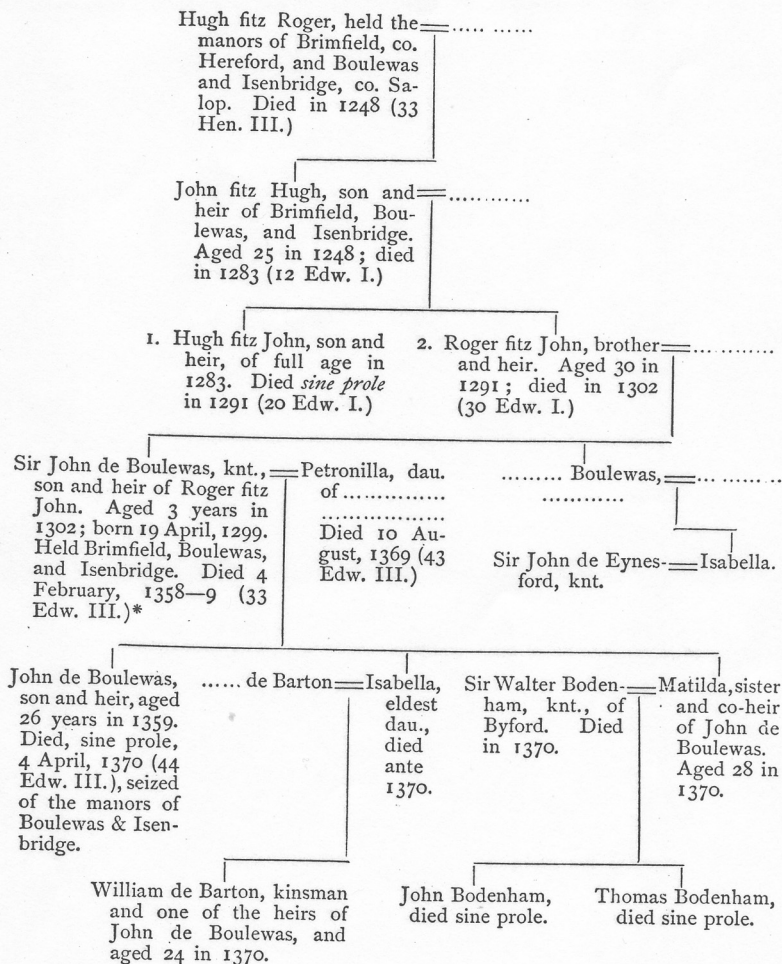 Hugh fitz Roger, held the
manors of Brimfield, co.
Hereford, and Boulewas
and Isenbridge, co. Sa-
lop. Died in 1248 (33
Hen. III.)
..... ......
John fitz Hugh, son and
heir of Brimfield, Bou-
lewas, and Isenbridge.
Aged 25 in 1248; died
in 1283 (12 Edw. I.)
............
1. Hugh fitz John, son and
heir, of full age in
1283. Died sine prole
in 1291 (20 Edw. I.)
2. Roger fitz John, brother
and heir. Aged 30 in
1291; died in 1302
(30 Edw. I.)
... .......
Sir John de Boulewas, knt.,
son and heir of Roger fitz
John. Aged 3 years in
1302; born 19 April, 1299.
Held Brimfield, Boulewas,
and Isenbridge. Died 4
February, 1358—9 (33
Edw. III.)*
Petronilla, dau.
of ..............
..................
Died 10 Au-
gust, 1369 (43
Edw. III.)
......... Boulewas,
............
... .......
Sir John de Eynes-
ford, knt.
Isabella.
John de Boulewas,
son and heir, aged
26 years in 1359.
Died, sine prole,
4 April, 1370 (44
Edw. III.), seized
of the manors of
Boulewas & Isen-
bridge.
...... de Barton
Isabella,
eldest
dau.,
died
ante
1370.
Sir Walter Boden-
ham, knt., of
Byford. Died
in 1370.
Matilda, sister
and co-heir
of John de
Boulewas.
Aged 28 in
1370.
William de Barton, kinsman
and one of the heirs of
John de Boulewas, and
aged 24 in 1370.
John Bodenham,
died sine prole.
Thomas Bodenham,
died sine prole.